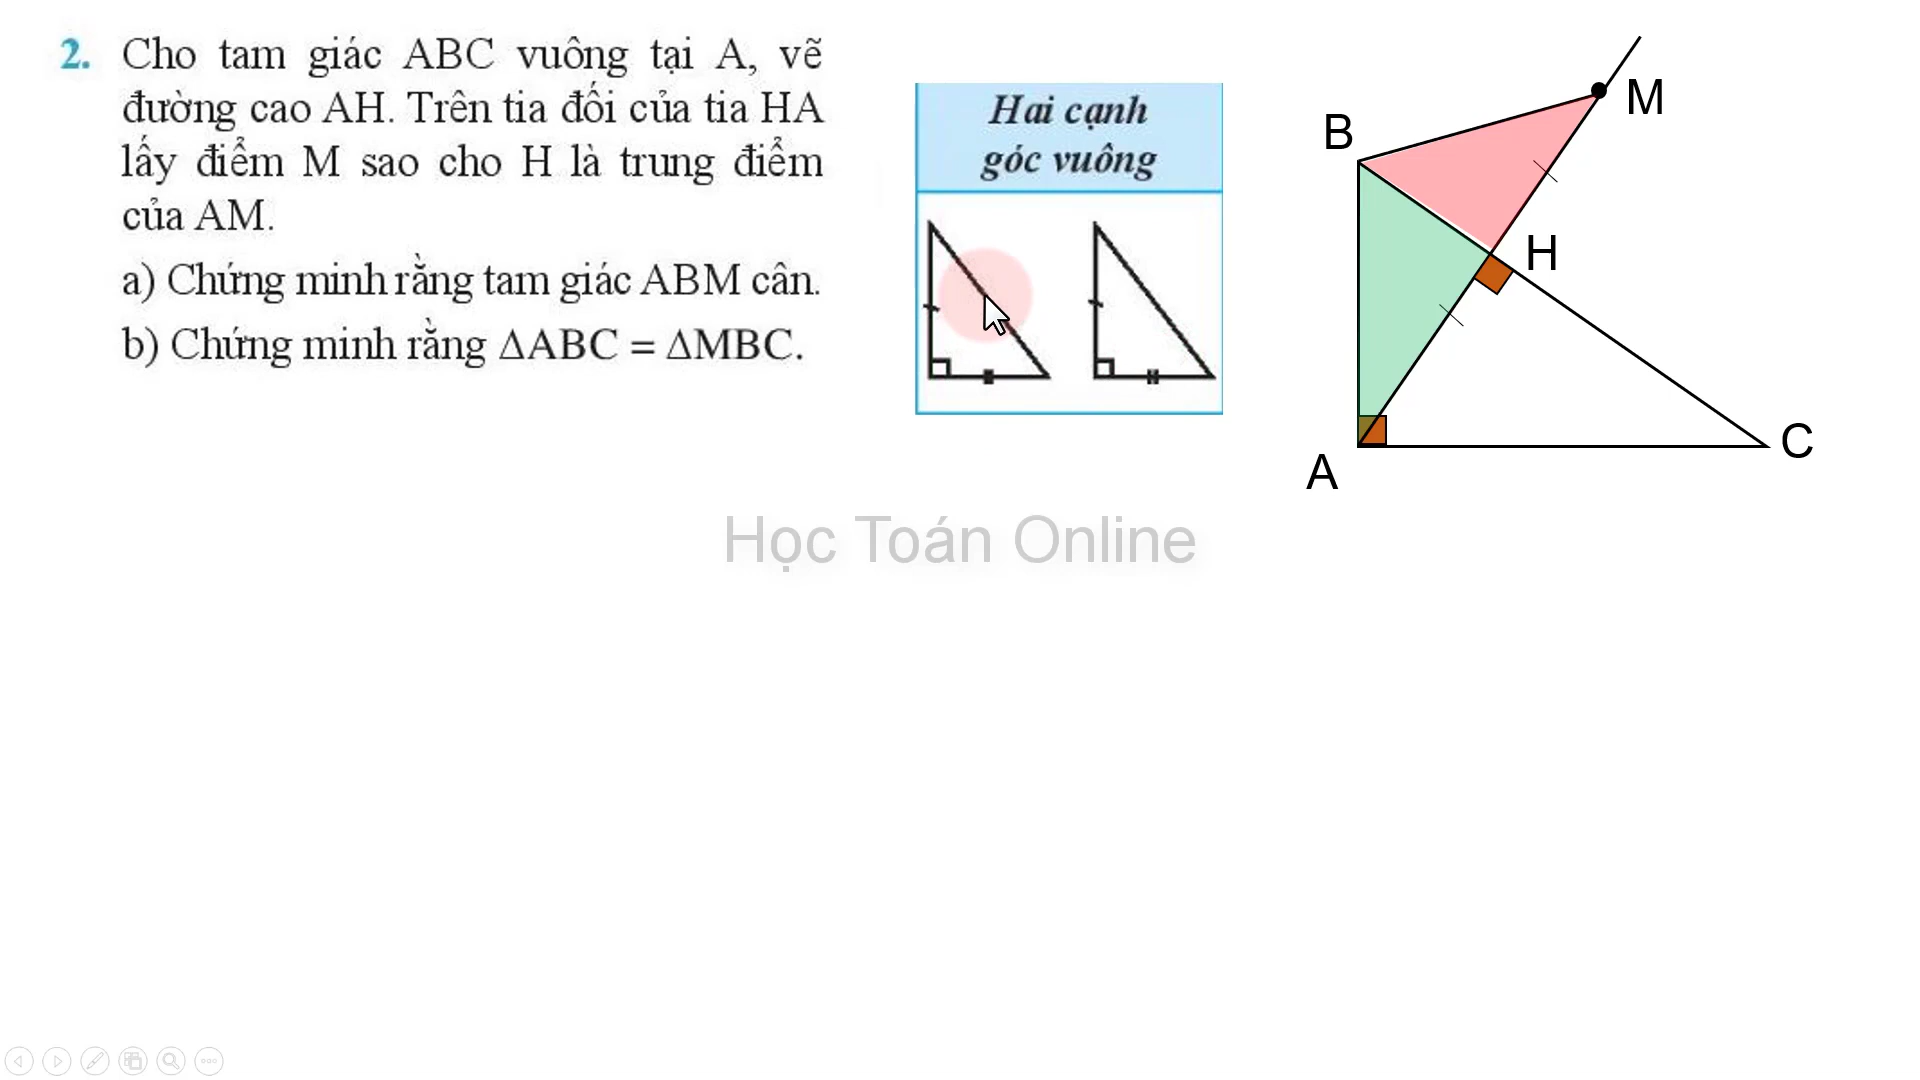 2. Cho tam giác ABC vuông tại A, vẽ
đường cao AH. Trên tia đối của tia HA
lấy điểm M sao cho H là trung điểm
của AM.
a) Chứng minh rằng tam giác ABM cân.
b) Chứng minh rằng ΔABC = ΔMBC.
Hai cạnh
góc vuông
M
B
H
C
A
Học Toán Online